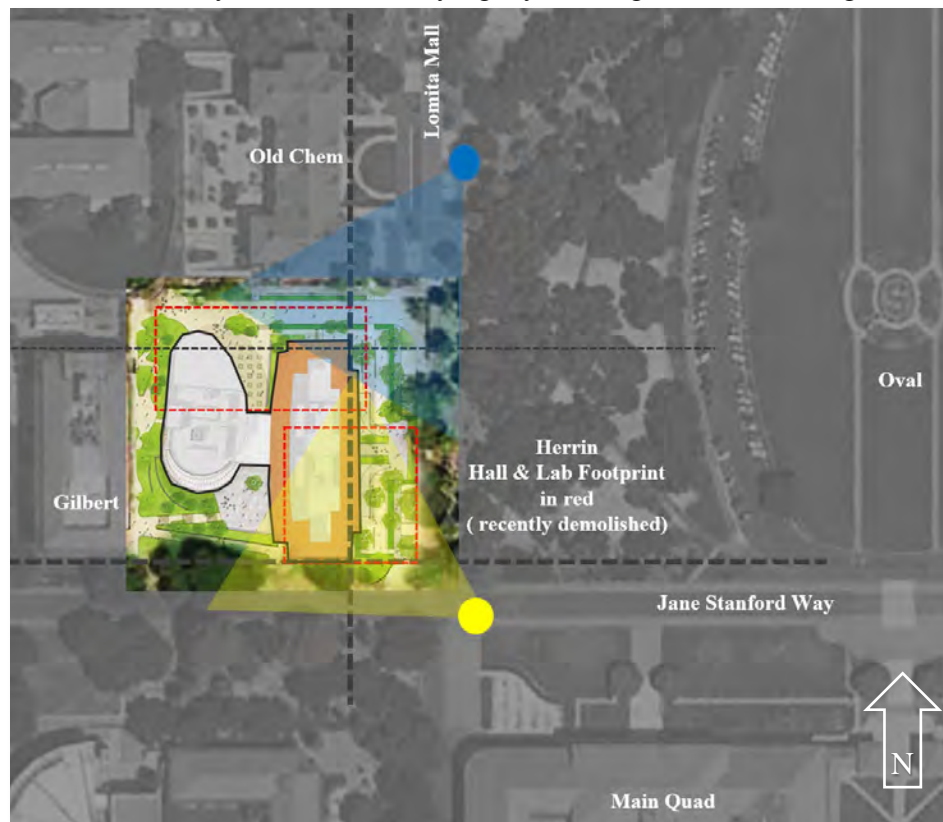 Lomita Mall
Old Chem
Oval
Herrin
Hall & Lab Footprint
in red
( recently demolished)
Gilbert
Jane Stanford Way
N
Main Quad